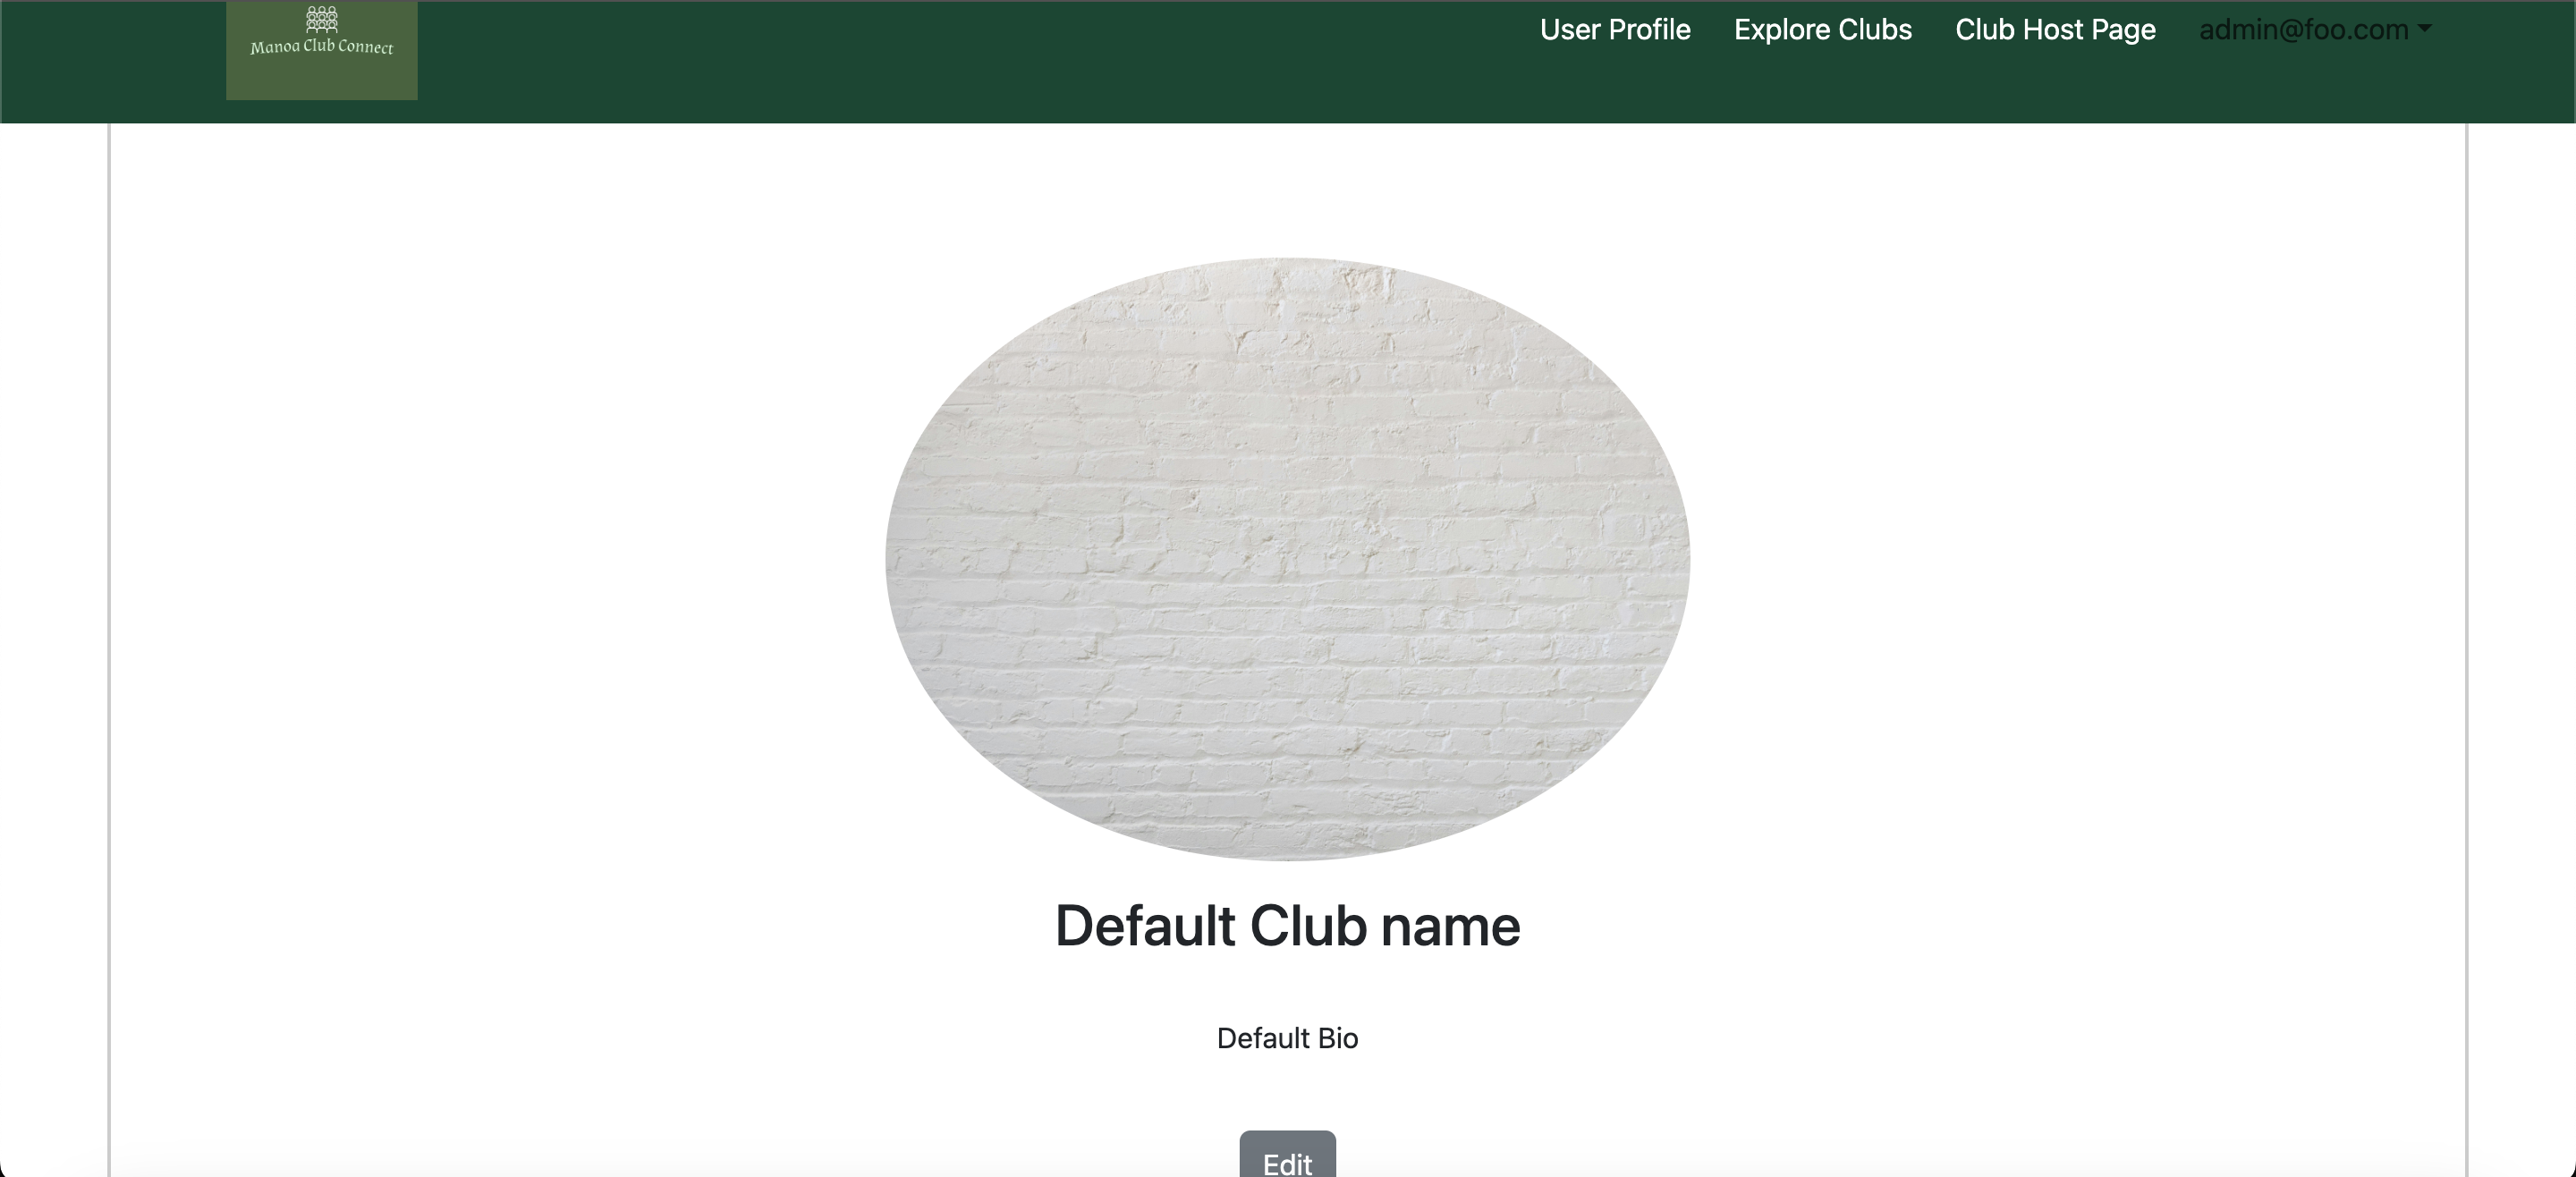 Manoa Club Connect
User Profile Explore Clubs Club Host Page admin@foo.com
Default Club name
Default Bio
Edit